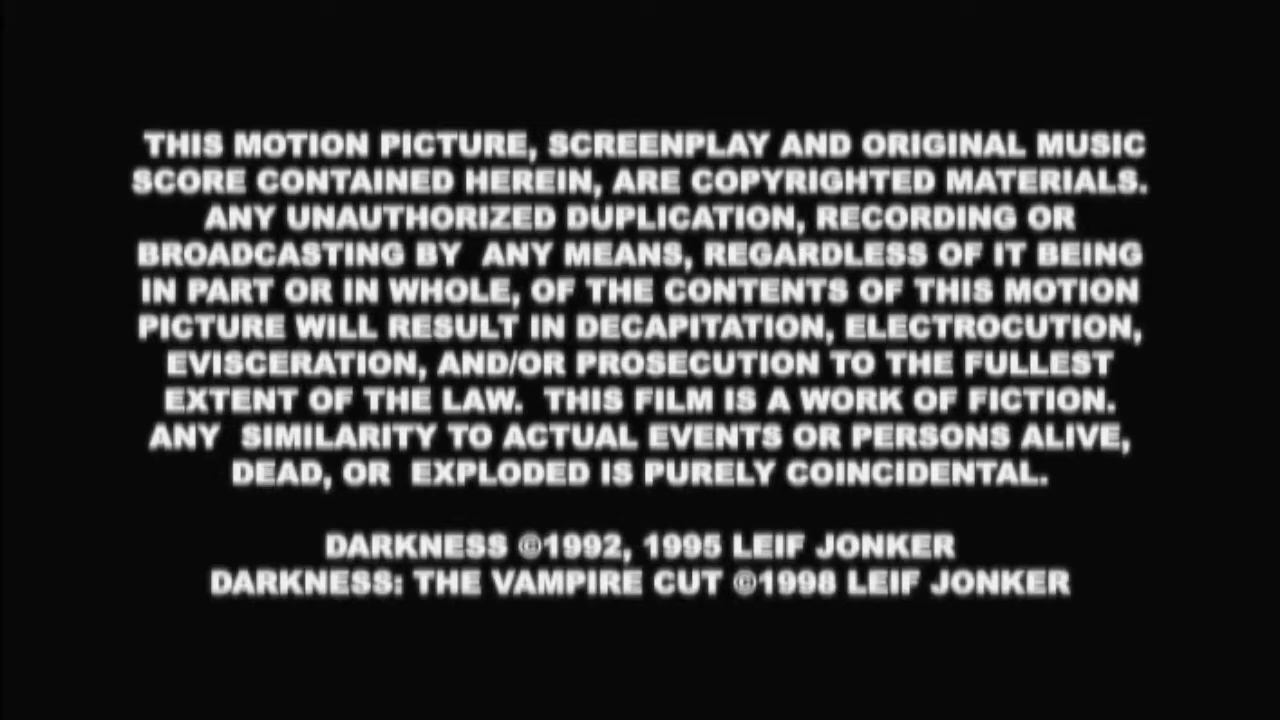 THIS MOTION PICTURE, SCREENPLAY AND ORIGINAL MUSIC
SCORE CONTAINED HEREIN, ARE COPYRIGHTED MATERIALS.
ANY UNAUTHORIZED DUPLICATION, RECORDING OR
BROADCASTING BY  ANY MEANS, REGARDLESS OF IT BEING
IN PART OR IN WHOLE, OF THE CONTENTS OF THIS MOTION
PICTURE WILL RESULT IN DECAPITATION, ELECTROCUTION,
EVISCERATION, AND/OR PROSECUTION TO THE FULLEST
EXTENT OF THE LAW.  THIS FILM IS A WORK OF FICTION.
ANY  SIMILARITY TO ACTUAL EVENTS OR PERSONS ALIVE,
DEAD, OR  EXPLODED IS PURELY COINCIDENTAL.
DARKNESS ©1992, 1995 LEIF JONKER
DARKNESS: THE VAMPIRE CUT ©1998 LEIF JONKER